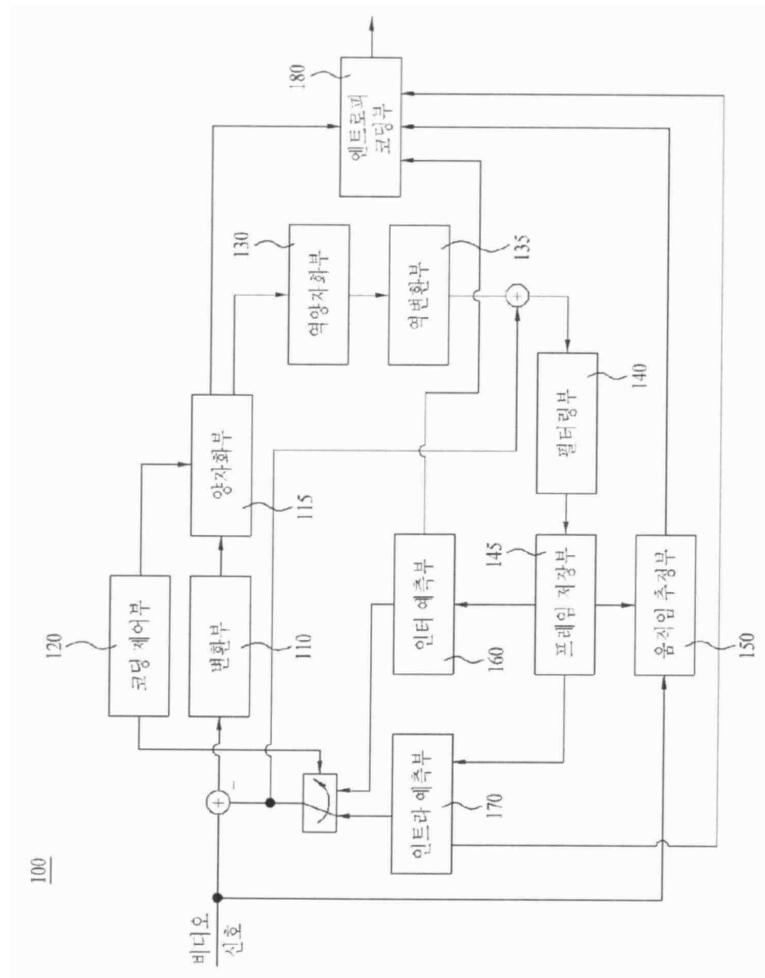 100
비디오
신호
120
코딩 제어부
변환부
110
양자화부
115
역양자화부
130
역변환부
135
엔트로피
코딩부
180
+
-
+
인터 예측부
160
인트라 예측부
170
프레임 저장부
145
필터링부
140
움직임 추정부
150